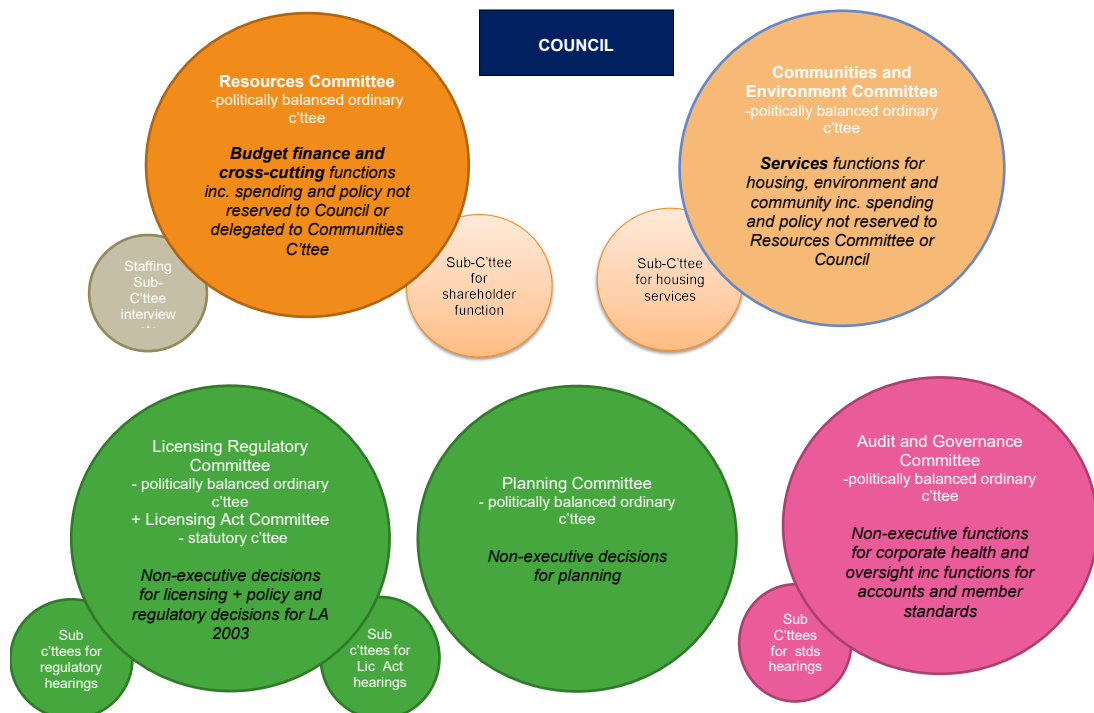 COUNCIL
Resources Committee
-politically balanced ordinary
c'ttee
Budget finance and
cross-cutting functions
inc. spending and policy not
reserved to Council or
delegated to Communities
C'ttee
Communities and
Environment Committee
-politically balanced ordinary
c'ttee
Services functions for
housing, environment and
community inc. spending
and policy not reserved to
Resources Committee or
Council
Staffing
Sub-
C'ttee
interview
Sub-C'ttee
for
shareholder
function
Sub-C'ttee
for housing
services
Licensing Regulatory
Committee
- politically balanced ordinary
c'ttee
+ Licensing Act Committee
- statutory c'ttee
Non-executive decisions
for licensing + policy and
regulatory decisions for LA
2003
Sub
c'ttees for
regulatory
hearings
Sub
c'ttees for
Lic Act
hearings
Planning Committee
- politically balanced ordinary
c'ttee
Non-executive decisions
for planning
Audit and Governance
Committee
-politically balanced ordinary
c'ttee
Non-executive functions
for corporate health and
oversight inc functions for
accounts and member
standards
Sub
C'ttees
for stds
hearings